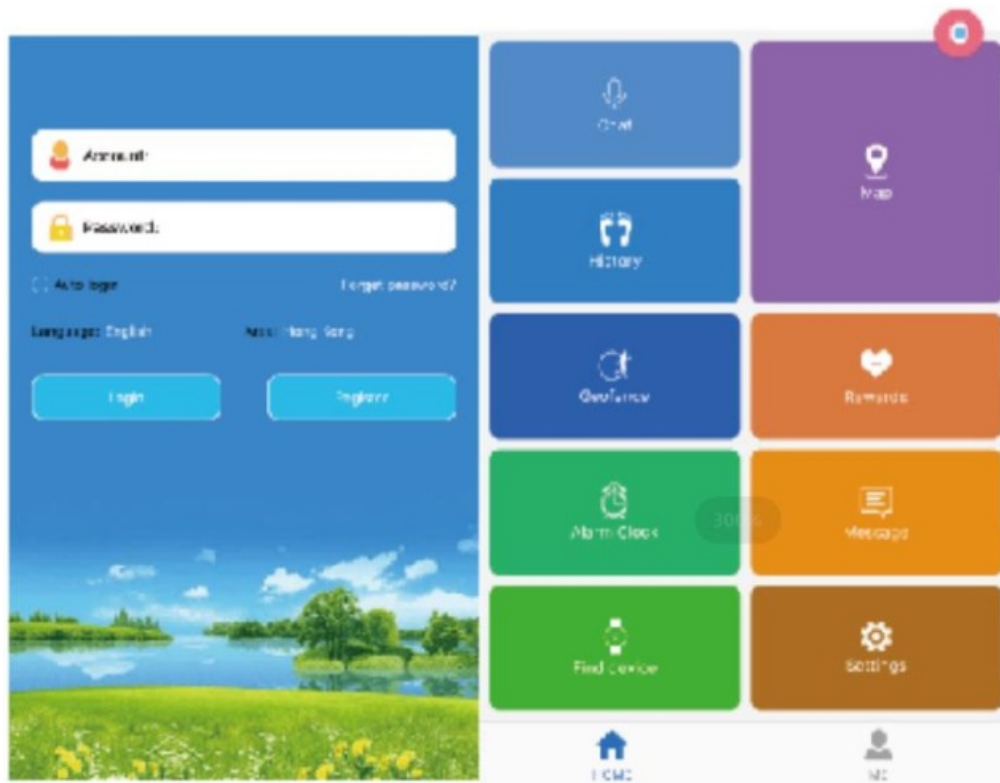 Account:
Password:
Auto login
Forget password?
Language: English
Area: Hong Kong
Login
Register
Chat
Map
History
Geofence
Rewards
Alarm Clock
300%
Message
Find device
Settings
HOME
ME